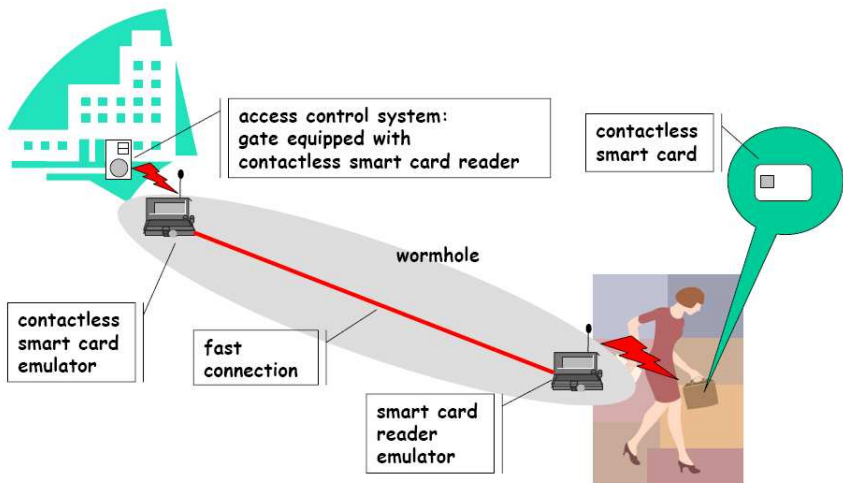 access control system:
gate equipped with
contactless smart card reader
contactless
smart card
wormhole
contactless
smart card
emulator
fast
connection
smart card
reader
emulator